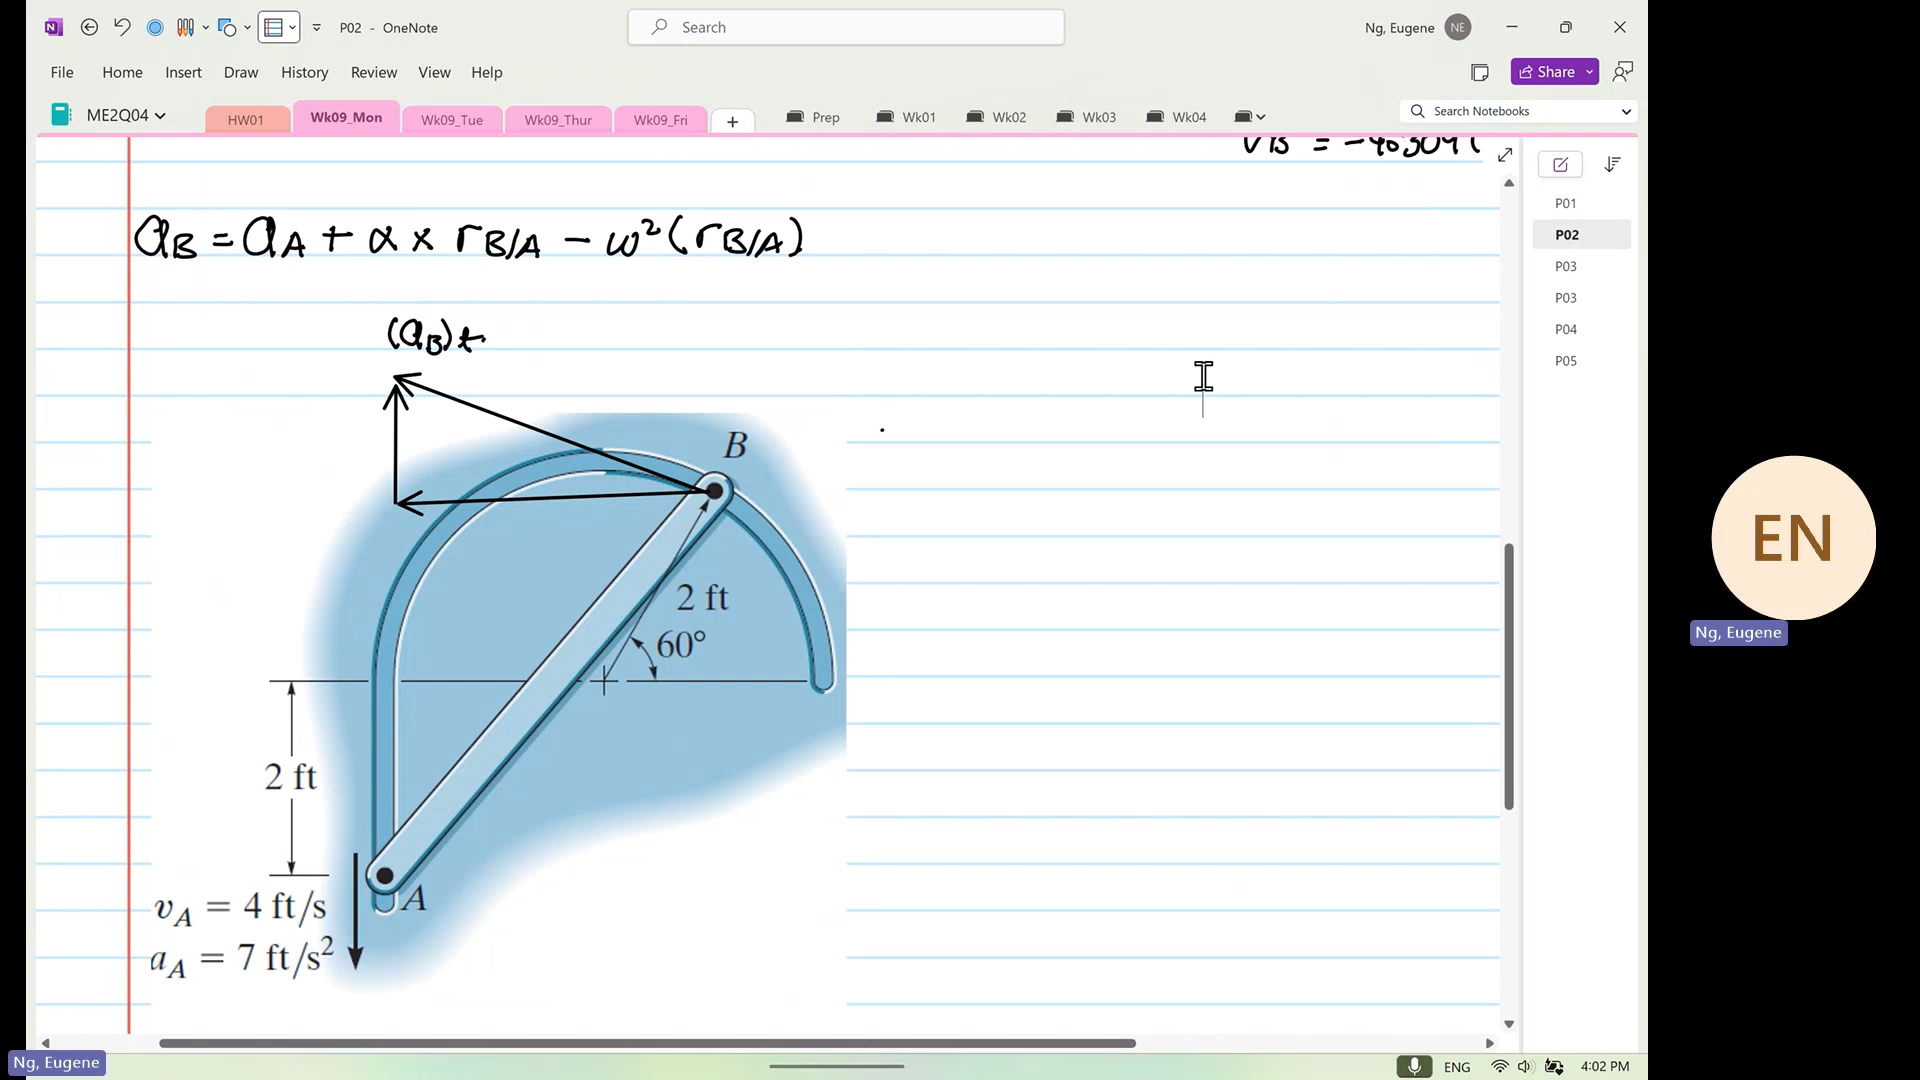 P02 - OneNote
Search
Ng, Eugene
NE
File Home Insert Draw History Review View Help
Share
ME2Q04
HW01 Wk09_Mon Wk09_Tue Wk09_Thur Wk09_Fri + Prep Wk01 Wk02 Wk03 Wk04
Search Notebooks
P01
P02
P03
P03
P04
P05
aB = aA + α × rB/A − ω²(rB/A)
(aB)t
B
2 ft
60°
2 ft
A
vA = 4 ft/s
aA = 7 ft/s²
EN
Ng, Eugene
Ng, Eugene
ENG
4:02 PM